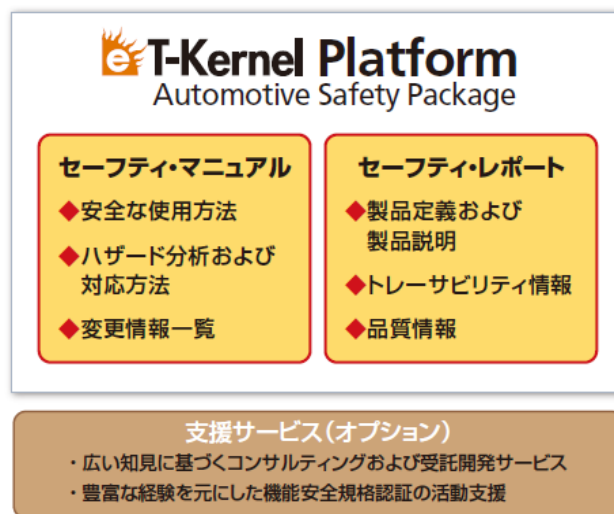 eT-Kernel Platform
Automotive Safety Package
セーフティ・マニュアル
◆安全な使用方法
◆ハザード分析および
対応方法
◆変更情報一覧
セーフティ・レポート
◆製品定義および
製品説明
◆トレーサビリティ情報
◆品質情報
支援サービス（オプション）
・広い知見に基づくコンサルティングおよび受託開発サービス
・豊富な経験を元にした機能安全規格認証の活動支援